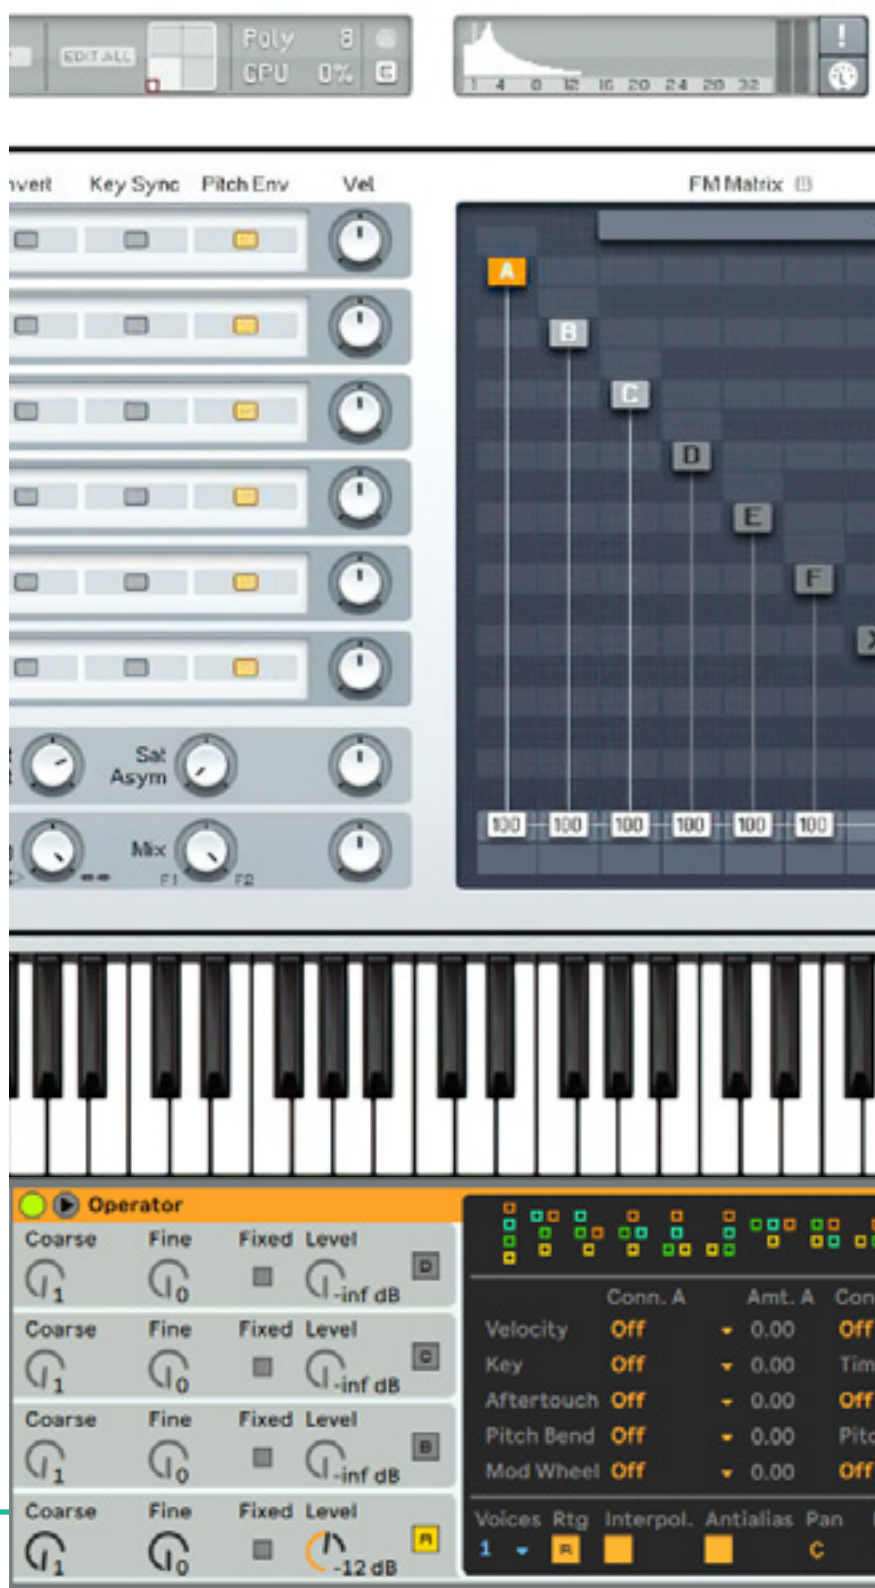 EDIT ALL Poly 8
CPU 0%
1 4 8 12 16 20 24 28 32
nvert Key Sync Pitch Env Vel
FM Matrix
A
B
C
D
E
F
X
Sat
Asym
100 100 100 100 100 100
Mix
F1 F2
Operator
Coarse Fine Fixed Level D
1 0 -inf dB
Coarse Fine Fixed Level C
1 0 -inf dB
Coarse Fine Fixed Level B
1 0 -inf dB
Coarse Fine Fixed Level A
1 0 -12 dB
Conn. A Amt. A Con
Velocity Off 0.00 Off
Key Off 0.00 Tim
Aftertouch Off 0.00 Off
Pitch Bend Off 0.00 Pitc
Mod Wheel Off 0.00 Off
Voices Rtg Interpol. Antialias Pan
1 R C